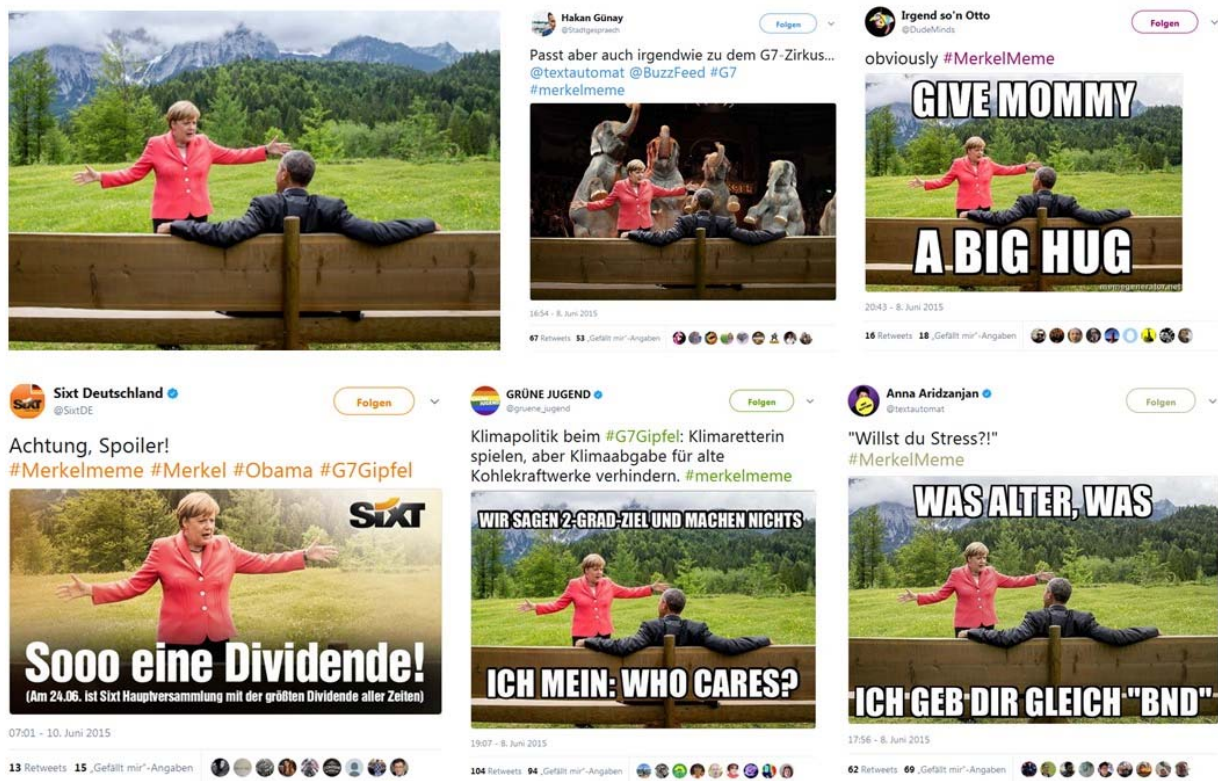 Hakan Günay
@Stadtgespraech
Folgen
Passt aber auch irgendwie zu dem G7-Zirkus...
@textautomat @BuzzFeed #G7
#merkelmeme
16:54 - 8. Juni 2015
67 Retweets 53 „Gefällt mir“-Angaben
Irgend so'n Otto
@DudeMinds
Folgen
obviously #MerkelMeme
GIVE MOMMY
A BIG HUG
memegenerator.net
20:43 - 8. Juni 2015
16 Retweets 18 „Gefällt mir“-Angaben
SIXT
Sixt Deutschland
@SixtDE
Folgen
Achtung, Spoiler!
#Merkelmeme #Merkel #Obama #G7Gipfel
SIXT
Sooo eine Dividende!
(Am 24.06. ist Sixt Hauptversammlung mit der größten Dividende aller Zeiten)
07:01 - 10. Juni 2015
13 Retweets 15 „Gefällt mir“-Angaben
GRÜNE JUGEND
@gruene_jugend
Folgen
Klimapolitik beim #G7Gipfel: Klimaretterin
spielen, aber Klimaabgabe für alte
Kohlekraftwerke verhindern. #merkelmeme
WIR SAGEN 2-GRAD-ZIEL UND MACHEN NICHTS
ICH MEIN: WHO CARES?
19:07 - 8. Juni 2015
104 Retweets 94 „Gefällt mir“-Angaben
Anna Aridzanjan
@textautomat
Folgen
"Willst du Stress?!"
#MerkelMeme
WAS ALTER, WAS
ICH GEB DIR GLEICH "BND"
17:56 - 8. Juni 2015
62 Retweets 69 „Gefällt mir“-Angaben